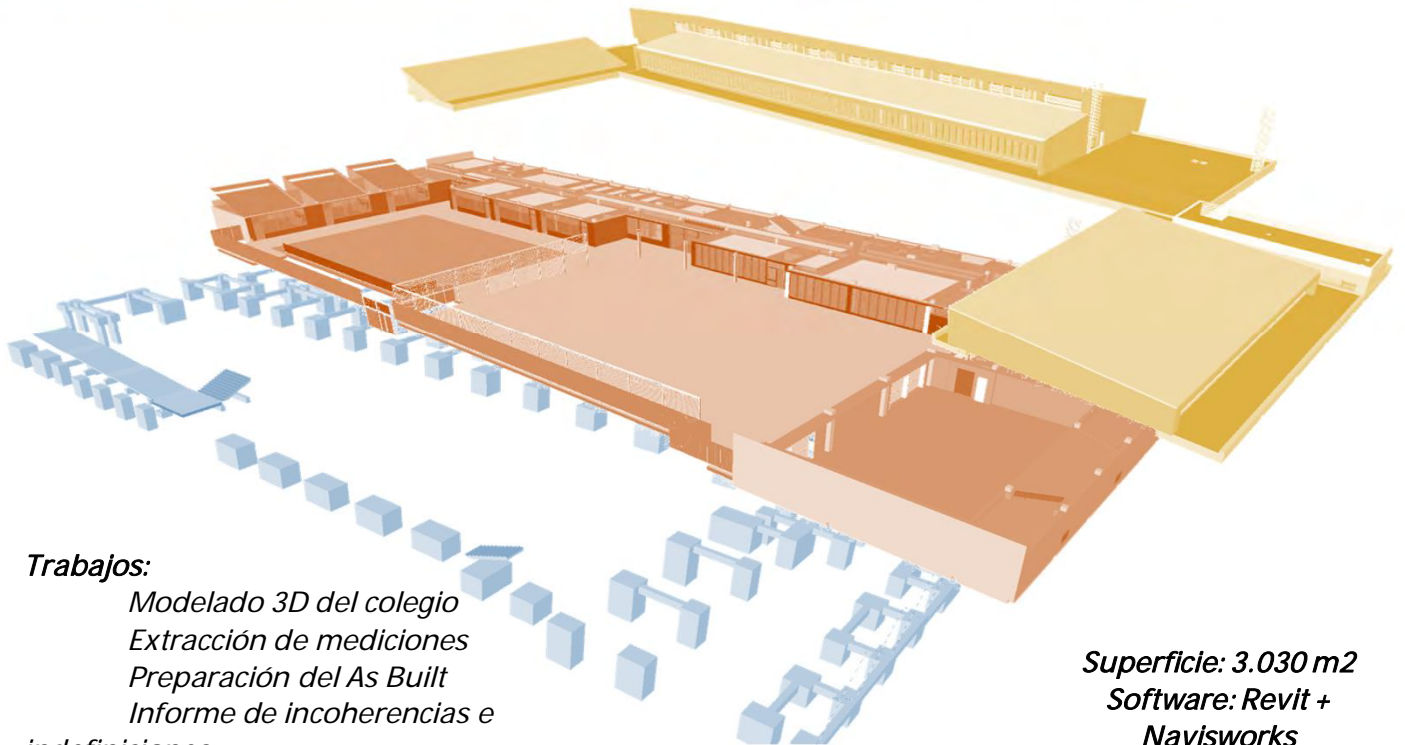 Trabajos:
Modelado 3D del colegio
Extracción de mediciones
Preparación del As Built
Informe de incoherencias e
indefiniciones
Superficie: 3.030 m2
Software: Revit +
Navisworks